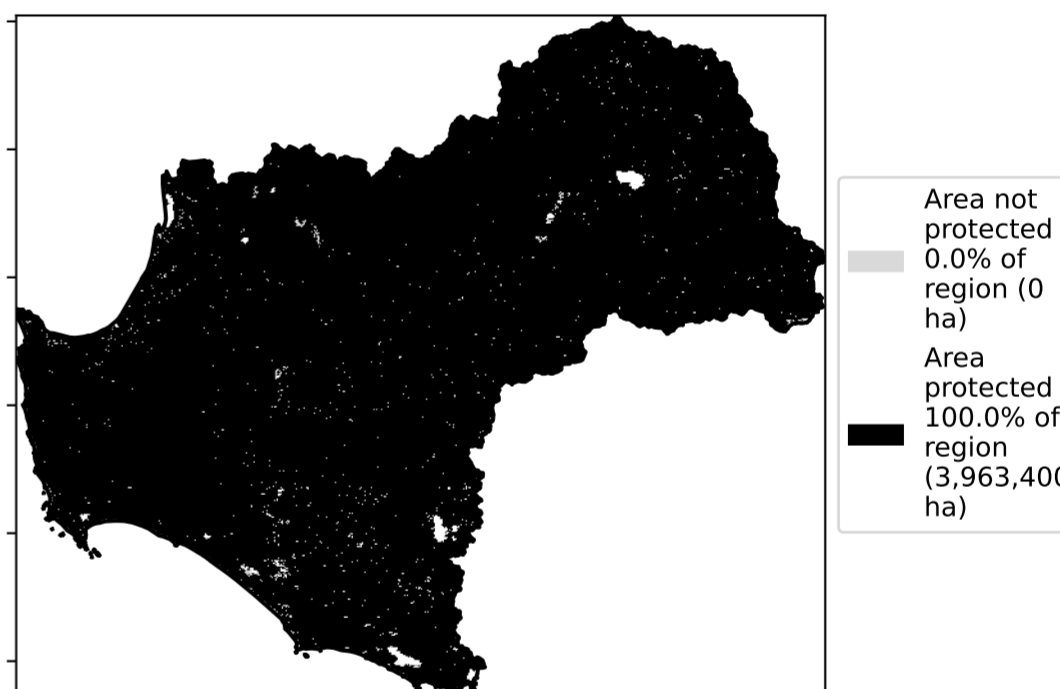 Area not
protected
0.0% of
region (0
ha)
Area
protected
100.0% of
region
(3,963,400
ha)